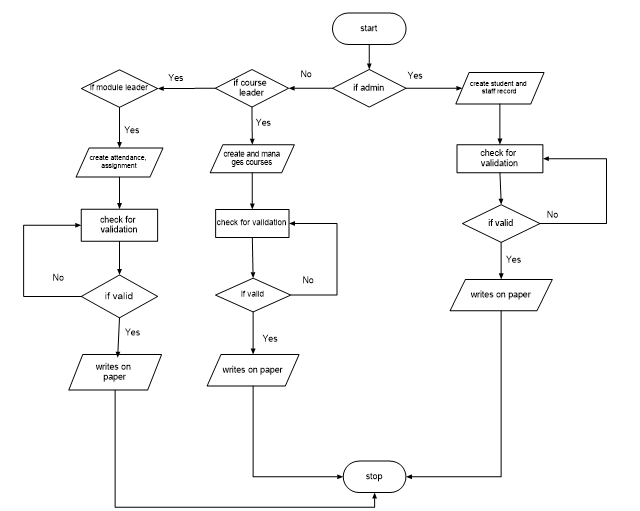 start
if admin
No
Yes
if course
leader
Yes
if module leader
Yes
Yes
create student and
staff record
create attendance,
assignment
create and mana
ges courses
check for
validation
check for
validation
check for validation
if valid
No
Yes
if valid
No
Yes
if valid
No
Yes
writes on paper
writes on
paper
writes on paper
stop